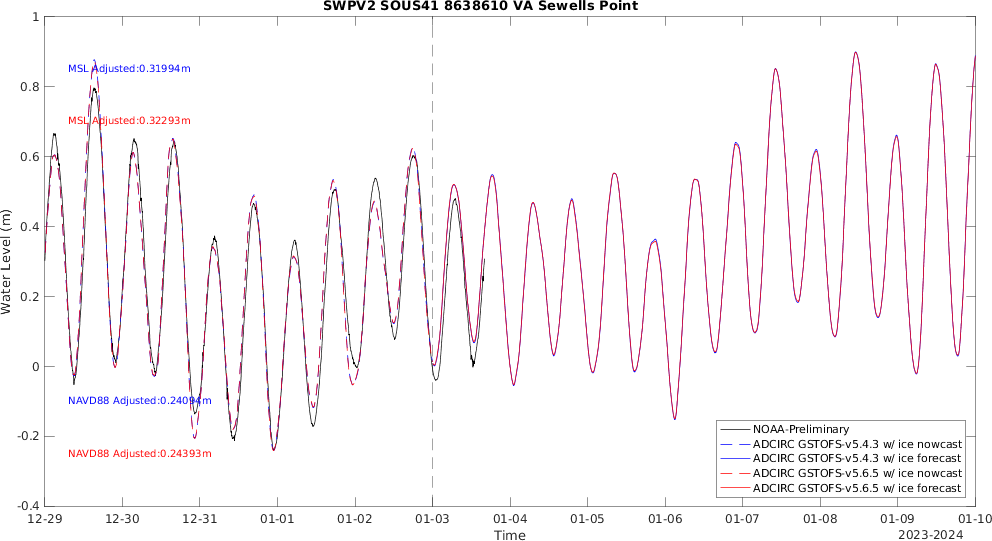 SWPV2 SOUS41 8638610 VA Sewells Point
1
0.8
0.6
0.4
0.2
0
-0.2
-0.4
Water Level (m)
MSL Adjusted:0.31994m
MSL Adjusted:0.32293m
NAVD88 Adjusted:0.24094m
NAVD88 Adjusted:0.24393m
NOAA-Preliminary
ADCIRC GSTOFS-v5.4.3 w/ ice nowcast
ADCIRC GSTOFS-v5.4.3 w/ ice forecast
ADCIRC GSTOFS-v5.6.5 w/ ice nowcast
ADCIRC GSTOFS-v5.6.5 w/ ice forecast
12-29 12-30 12-31 01-01 01-02 01-03 01-04 01-05 01-06 01-07 01-08 01-09 01-10
Time
2023-2024